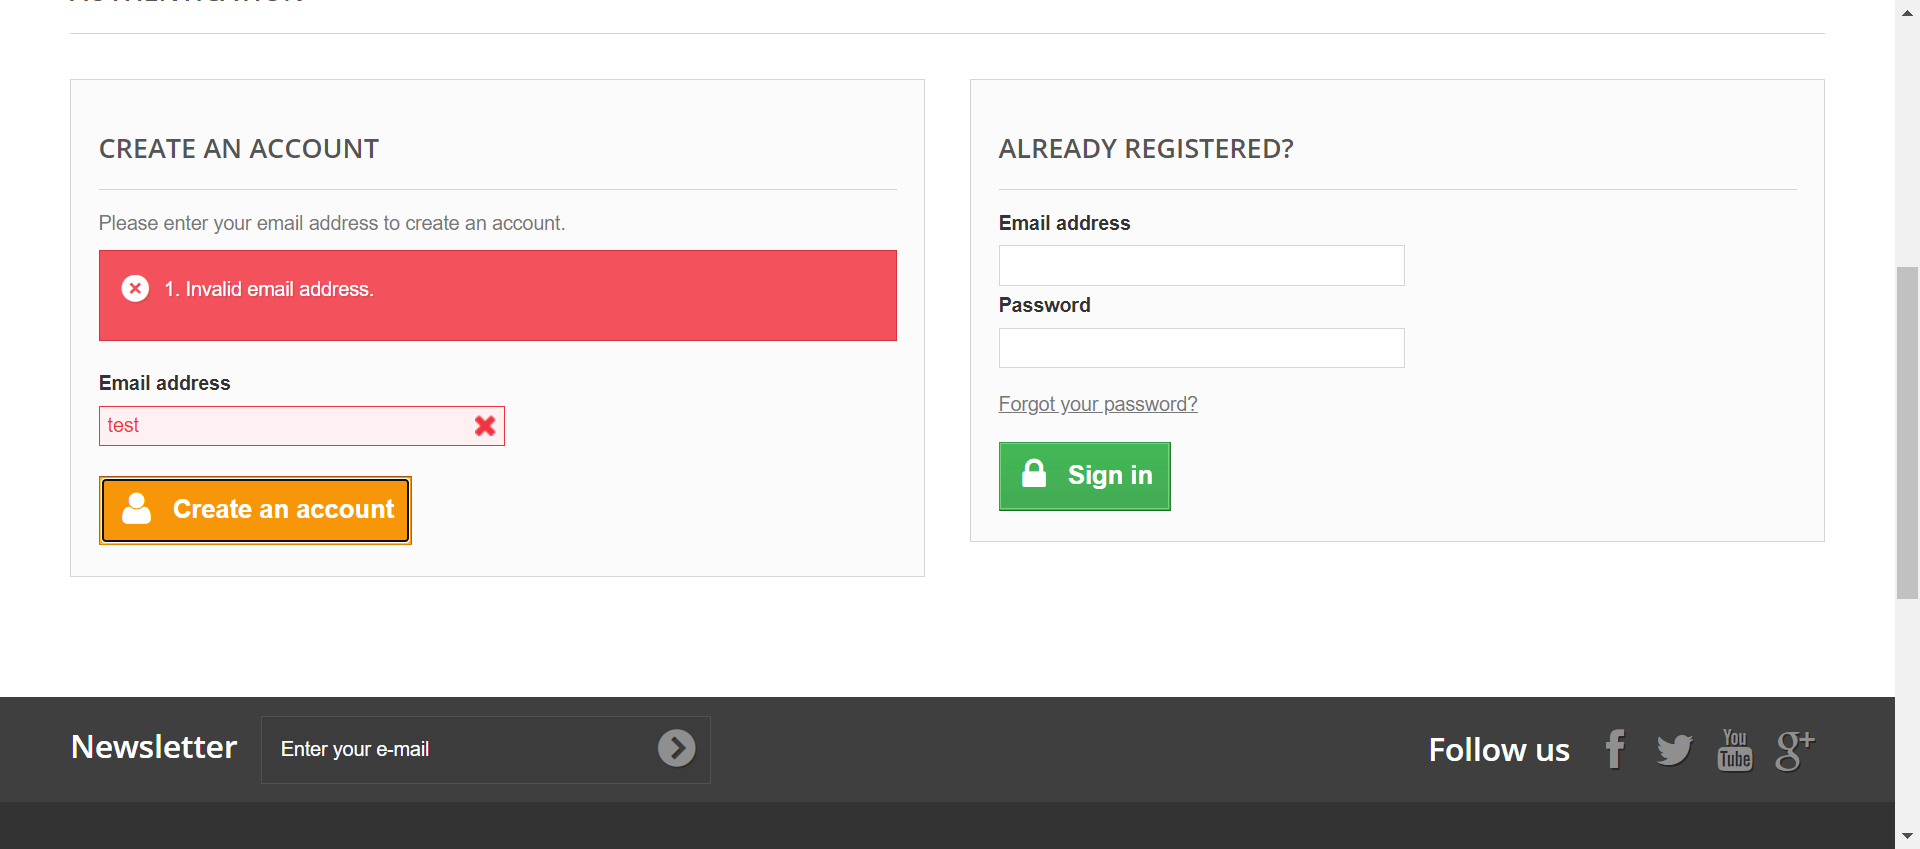 AUTHENTICATION
CREATE AN ACCOUNT
Please enter your email address to create an account.
1. Invalid email address.
Email address
test
Create an account
ALREADY REGISTERED?
Email address
Password
Forgot your password?
Sign in
Newsletter
Enter your e-mail
Follow us
f
You
Tube
g+